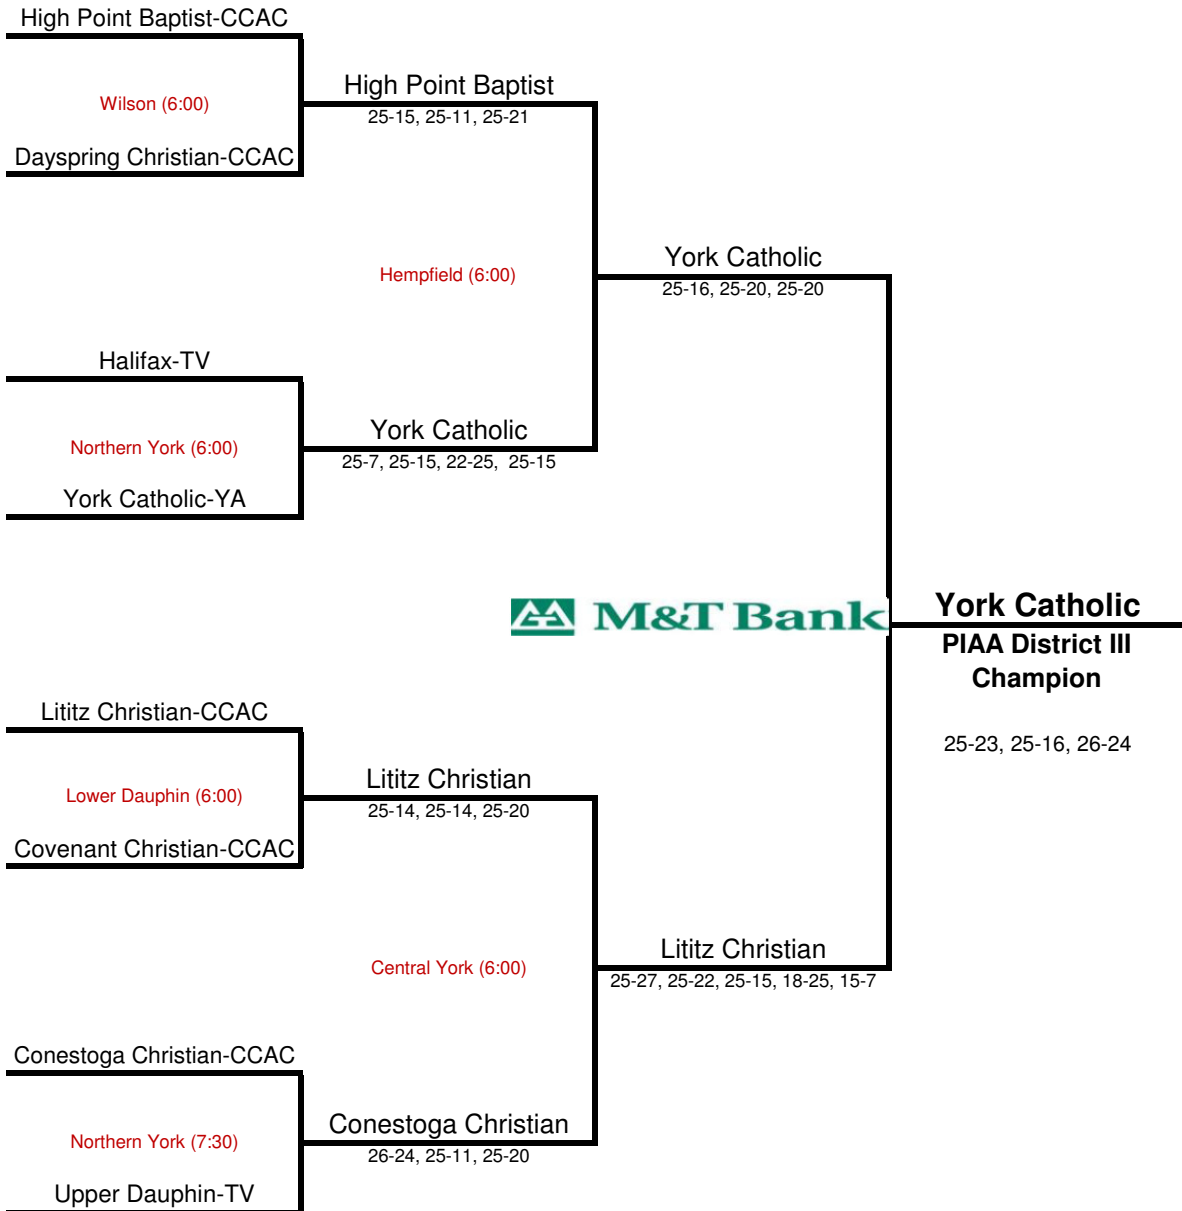 High Point Baptist-CCAC
Wilson (6:00)
Dayspring Christian-CCAC
High Point Baptist
25-15, 25-11, 25-21
Hempfield (6:00)
York Catholic
25-16, 25-20, 25-20
Halifax-TV
Northern York (6:00)
York Catholic-YA
York Catholic
25-7, 25-15, 22-25, 25-15
M&T Bank
York Catholic
PIAA District III
Champion
25-23, 25-16, 26-24
Lititz Christian-CCAC
Lower Dauphin (6:00)
Covenant Christian-CCAC
Lititz Christian
25-14, 25-14, 25-20
Central York (6:00)
Lititz Christian
25-27, 25-22, 25-15, 18-25, 15-7
Conestoga Christian-CCAC
Northern York (7:30)
Upper Dauphin-TV
Conestoga Christian
26-24, 25-11, 25-20